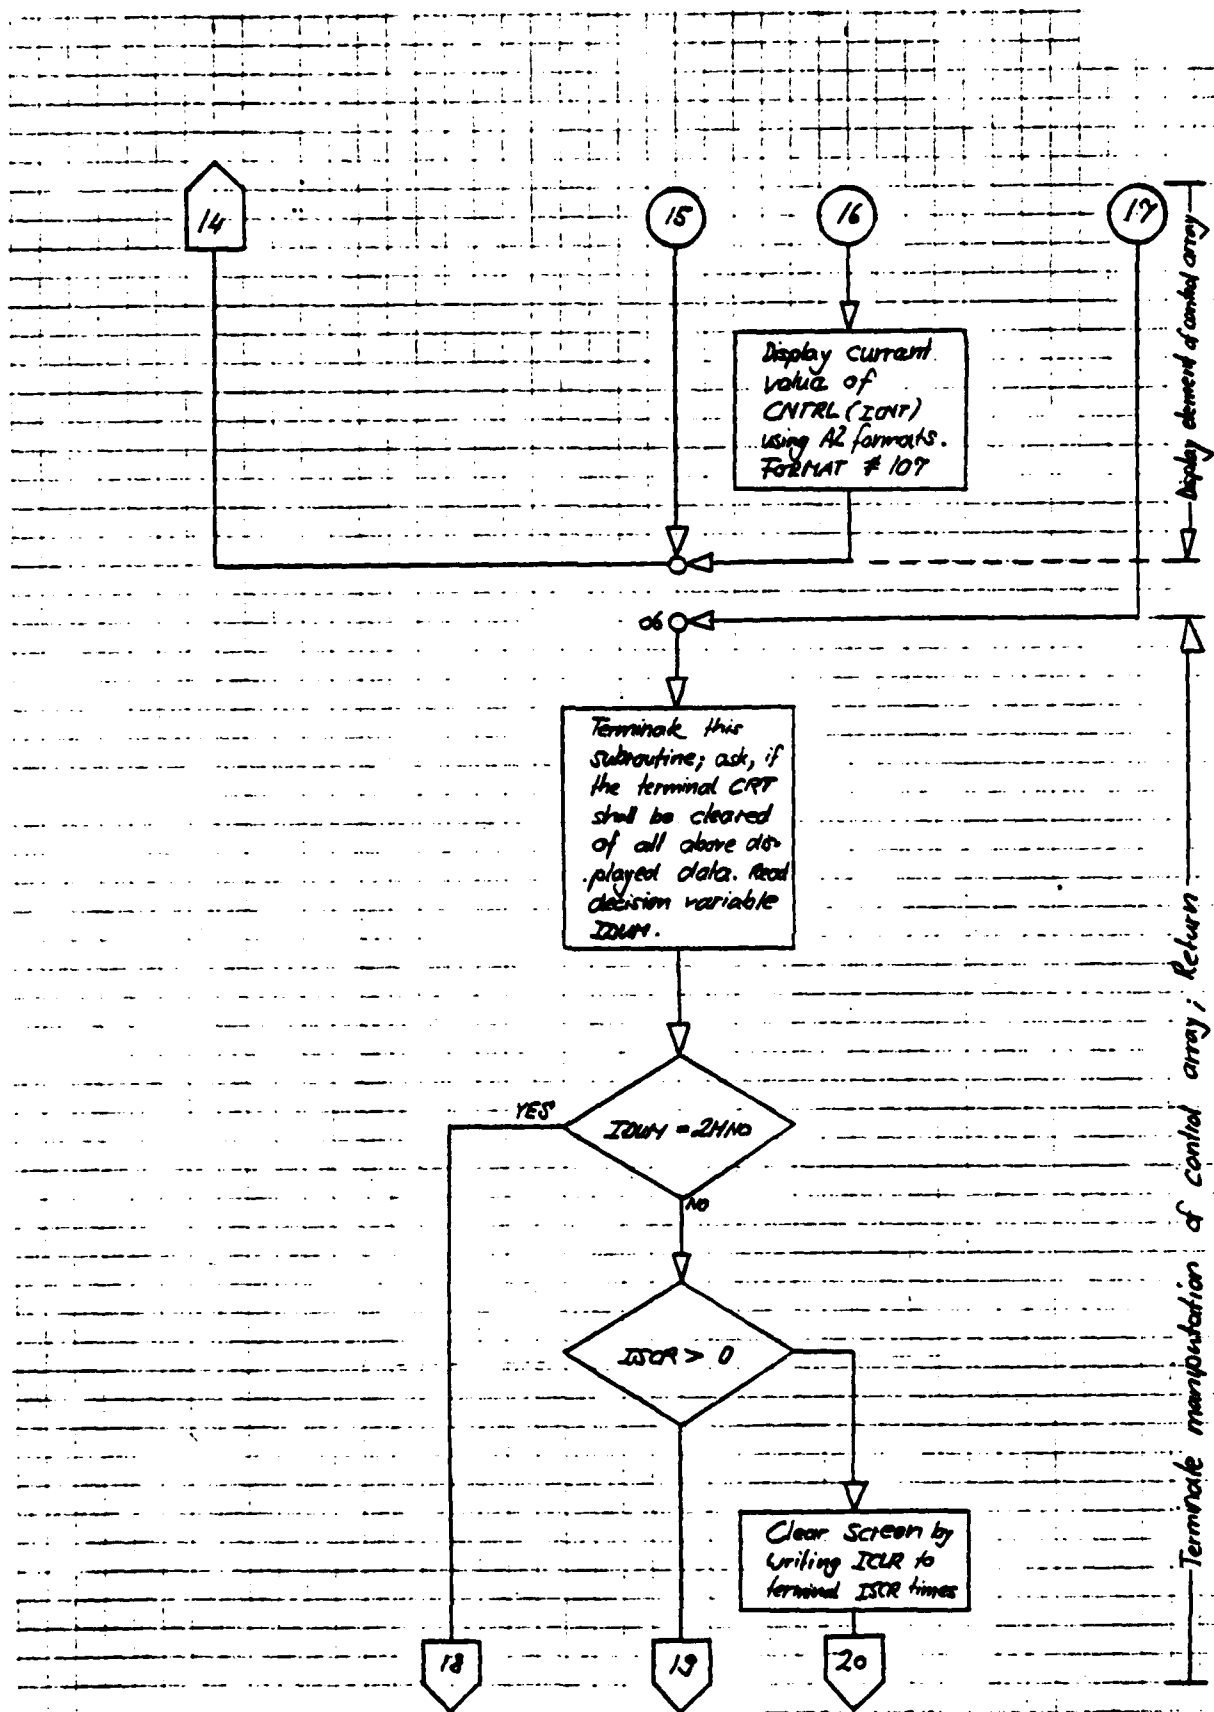 14
15
16
17
Display element of control array
Display current
value of
CNTRL (ICNT)
using A2 formats.
FORMAT # 107
06
Terminate this
subroutine; ask, if
the terminal CRT
shall be cleared
of all above dis-
played data. Read
decision variable
IDUM.
YES
IDUM = 2HNO
NO
ISCR > 0
Clear Screen by
writing ICLR to
terminal ISCR times
Terminate manipulation of control array; Return
18
19
20